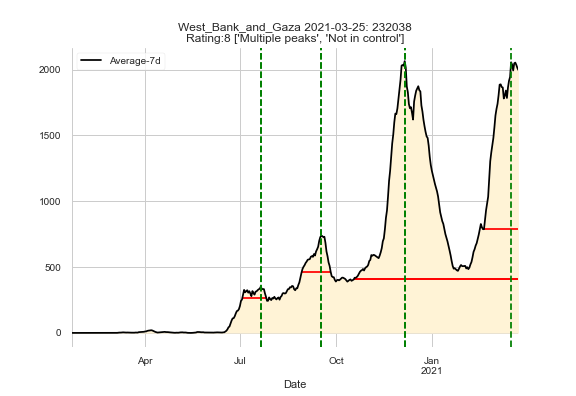 West_Bank_and_Gaza 2021-03-25: 232038
Rating:8 ['Multiple peaks', 'Not in control']
Average-7d
2000
1500
1000
500
0
Apr Jul Oct Jan
2021
Date